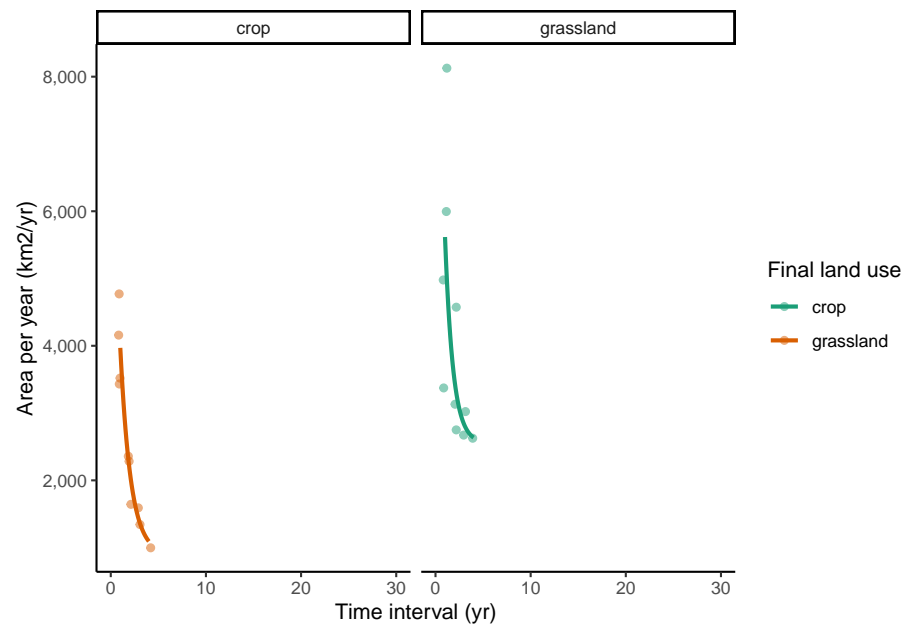 crop
grassland
8,000
6,000
4,000
2,000
Area per year (km2/yr)
0
10
20
30
0
10
20
30
Time interval (yr)
Final land use
crop
grassland